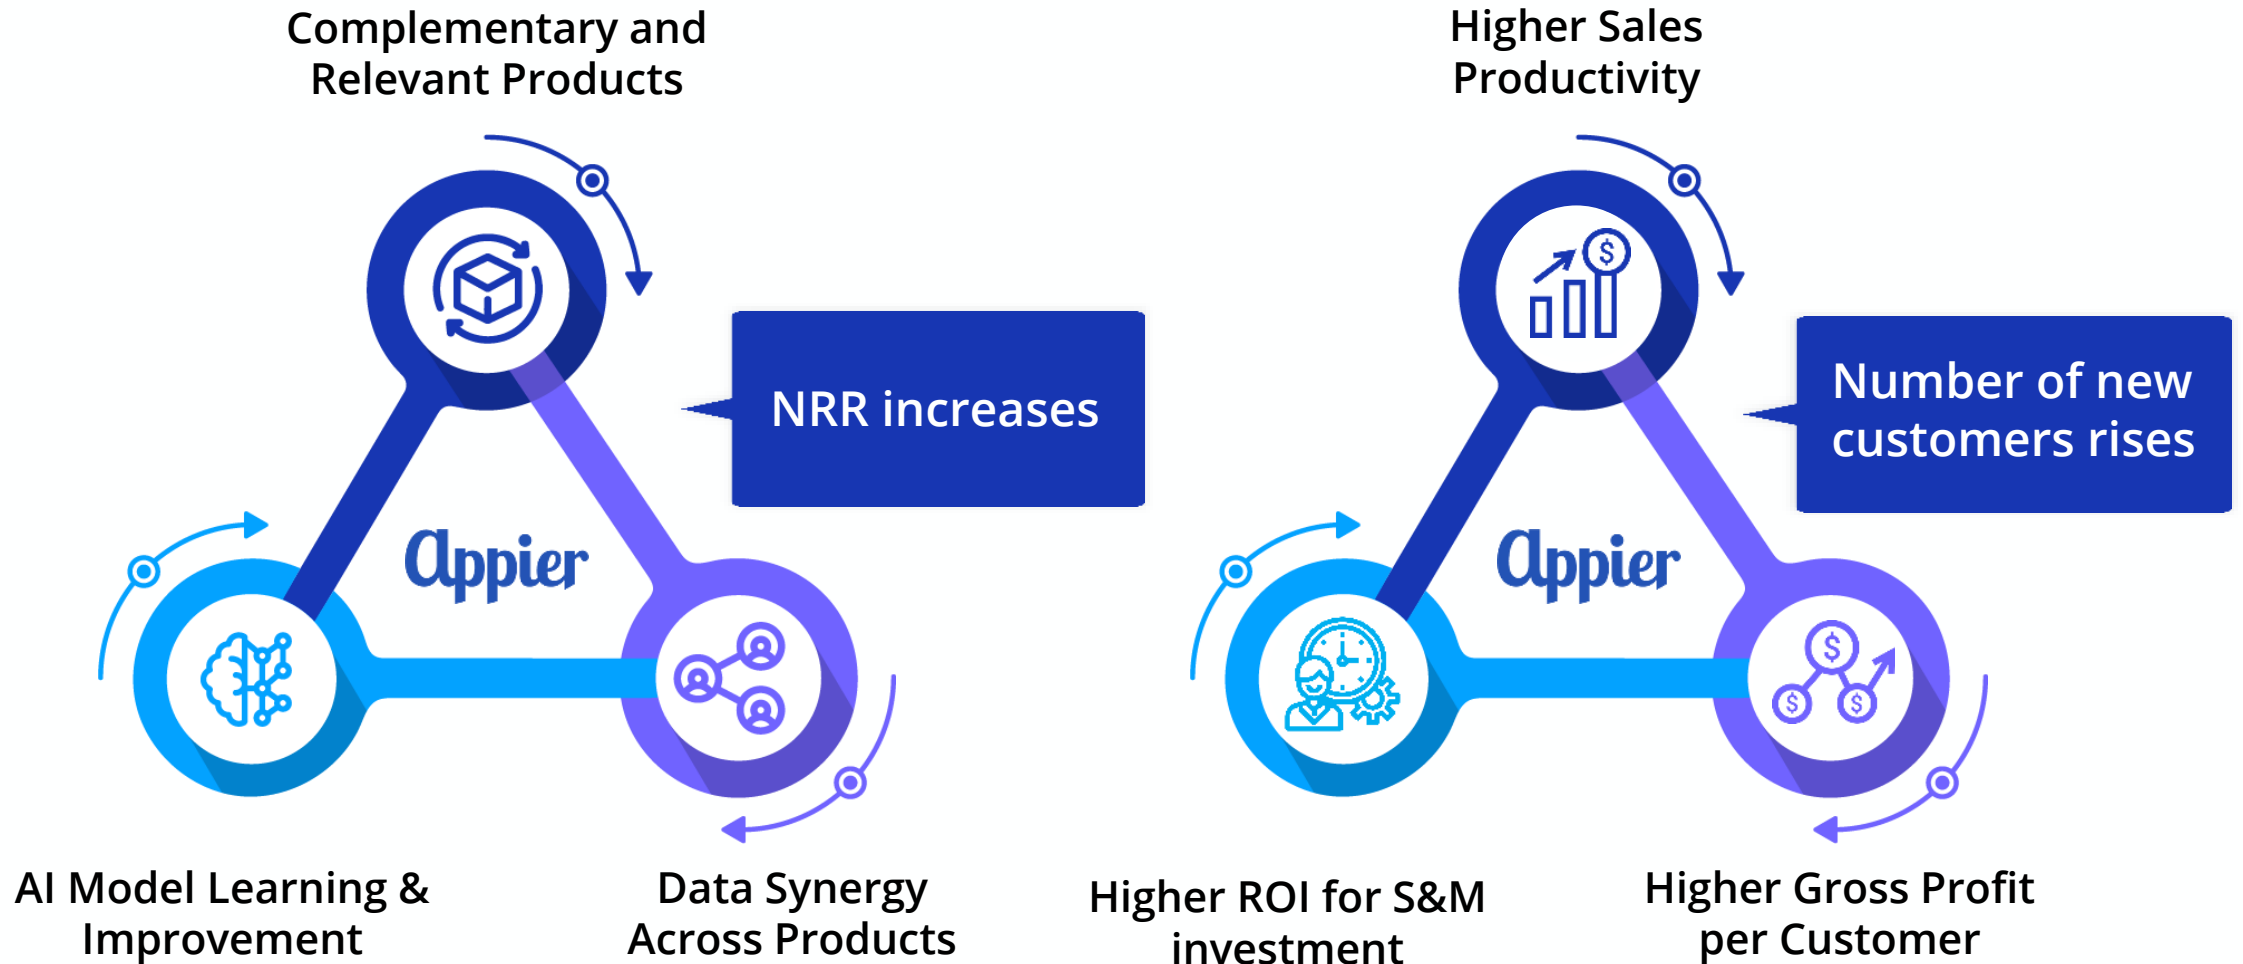 Complementary and
Relevant Products
NRR increases
Appier
AI Model Learning &
Improvement
Data Synergy
Across Products
Higher Sales
Productivity
$
Number of new
customers rises
Appier
$
$
$
Higher ROI for S&M
investment
Higher Gross Profit
per Customer